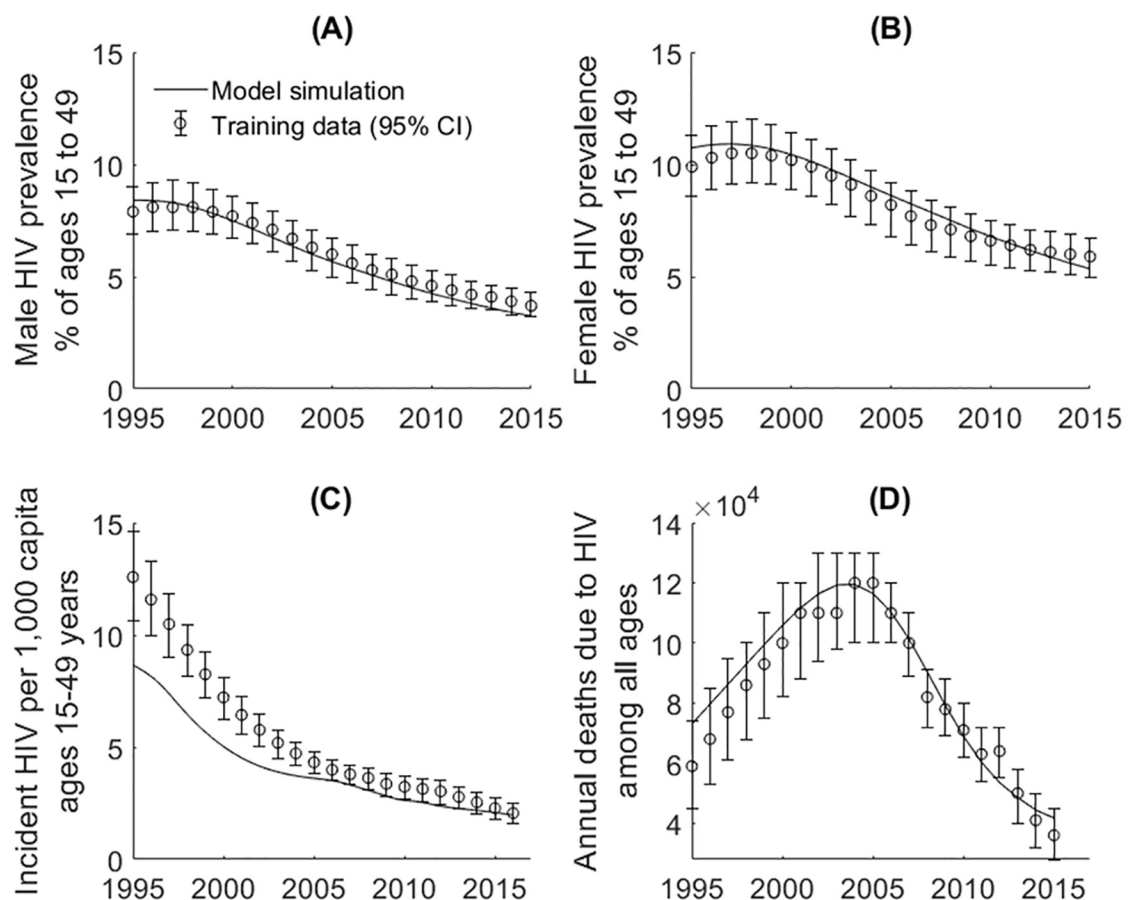 (A)
Male HIV prevalence
% of ages 15 to 49
15
10
5
0
Model simulation
Training data (95% CI)
1995 2000 2005 2010 2015
(B)
Female HIV prevalence
% of ages 15 to 49
15
10
5
0
1995 2000 2005 2010 2015
(C)
Incident HIV per 1,000 capita
ages 15-49 years
15
10
5
0
1995 2000 2005 2010 2015
(D)
×10⁴
Annual deaths due to HIV
among all ages
14
12
10
8
6
4
1995 2000 2005 2010 2015